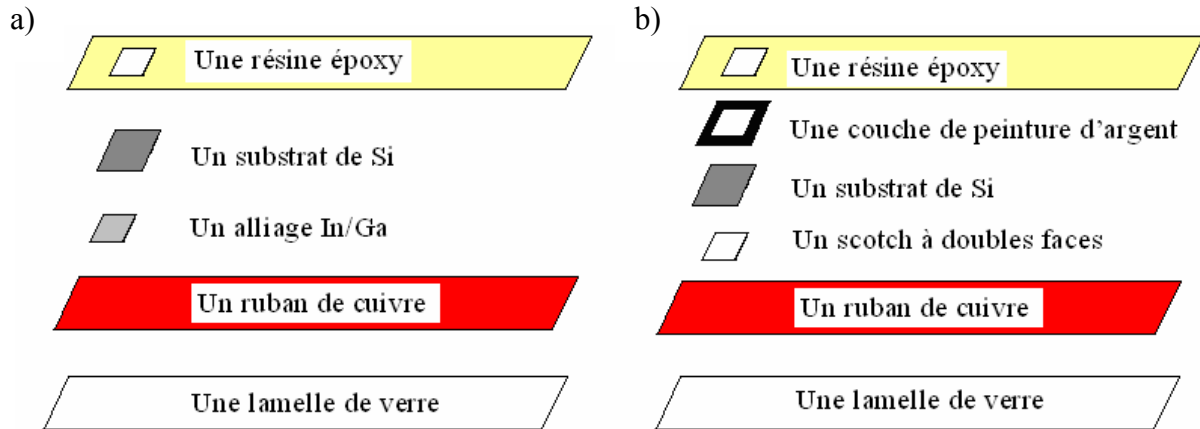 a)
Une résine époxy
Un substrat de Si
Un alliage In/Ga
Un ruban de cuivre
Une lamelle de verre
b)
Une résine époxy
Une couche de peinture d'argent
Un substrat de Si
Un scotch à doubles faces
Un ruban de cuivre
Une lamelle de verre